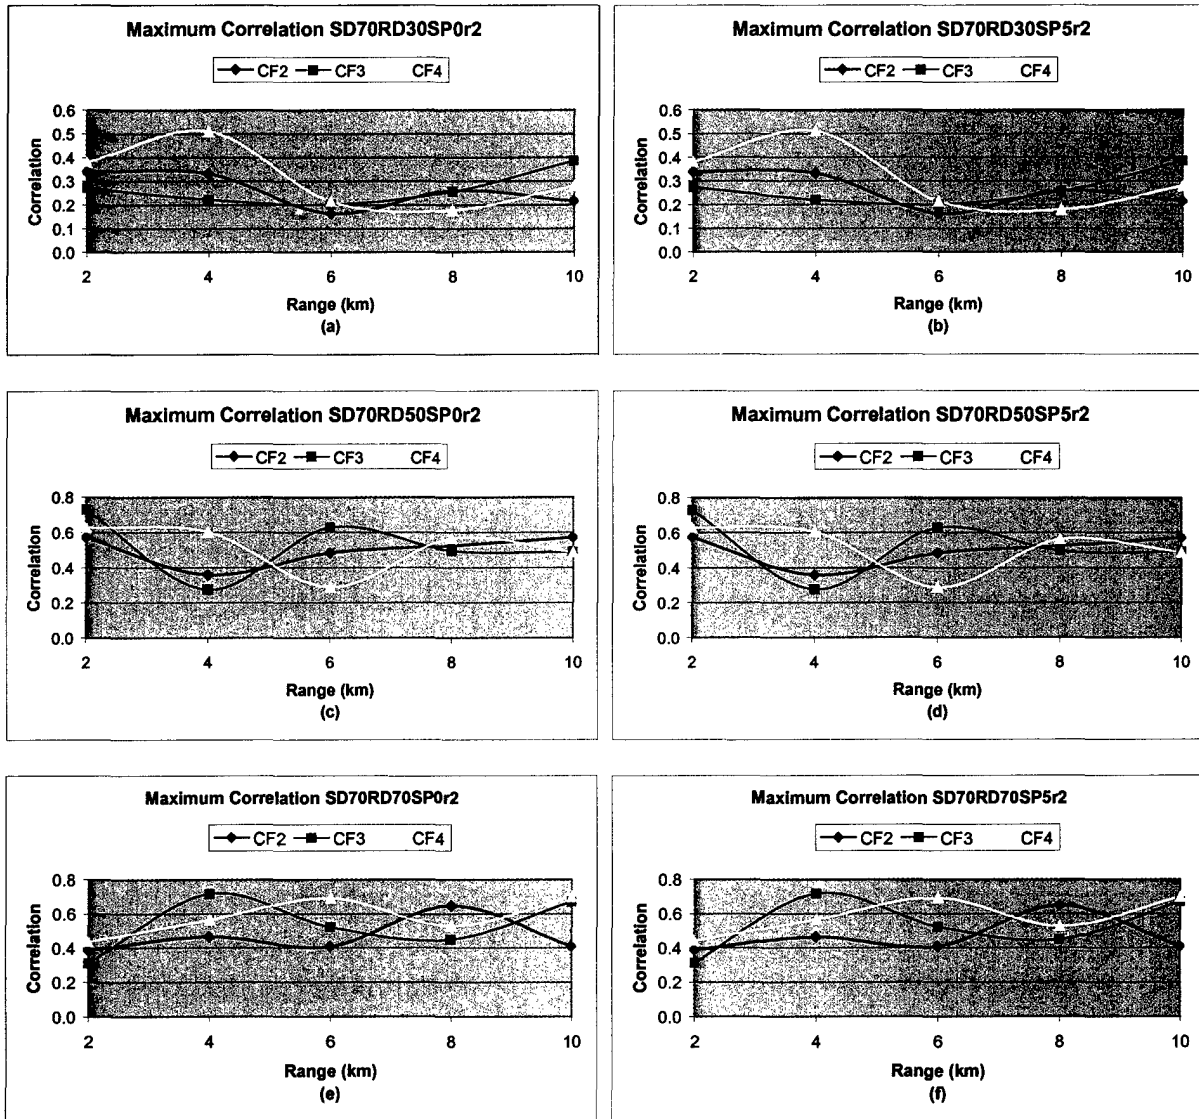 Maximum Correlation SD70RD30SP0r2
CF2 CF3 CF4
Correlation
0.6
0.5
0.4
0.3
0.2
0.1
0.0
2 4 6 8 10
Range (km)
(a)
Maximum Correlation SD70RD30SP5r2
CF2 CF3 CF4
Correlation
0.6
0.5
0.4
0.3
0.2
0.1
0.0
2 4 6 8 10
Range (km)
(b)
Maximum Correlation SD70RD50SP0r2
CF2 CF3 CF4
Correlation
0.8
0.6
0.4
0.2
0.0
2 4 6 8 10
Range (km)
(c)
Maximum Correlation SD70RD50SP5r2
CF2 CF3 CF4
Correlation
0.8
0.6
0.4
0.2
0.0
2 4 6 8 10
Range (km)
(d)
Maximum Correlation SD70RD70SP0r2
CF2 CF3 CF4
Correlation
0.8
0.6
0.4
0.2
0.0
2 4 6 8 10
Range (km)
(e)
Maximum Correlation SD70RD70SP5r2
CF2 CF3 CF4
Correlation
0.8
0.6
0.4
0.2
0.0
2 4 6 8 10
Range (km)
(f)